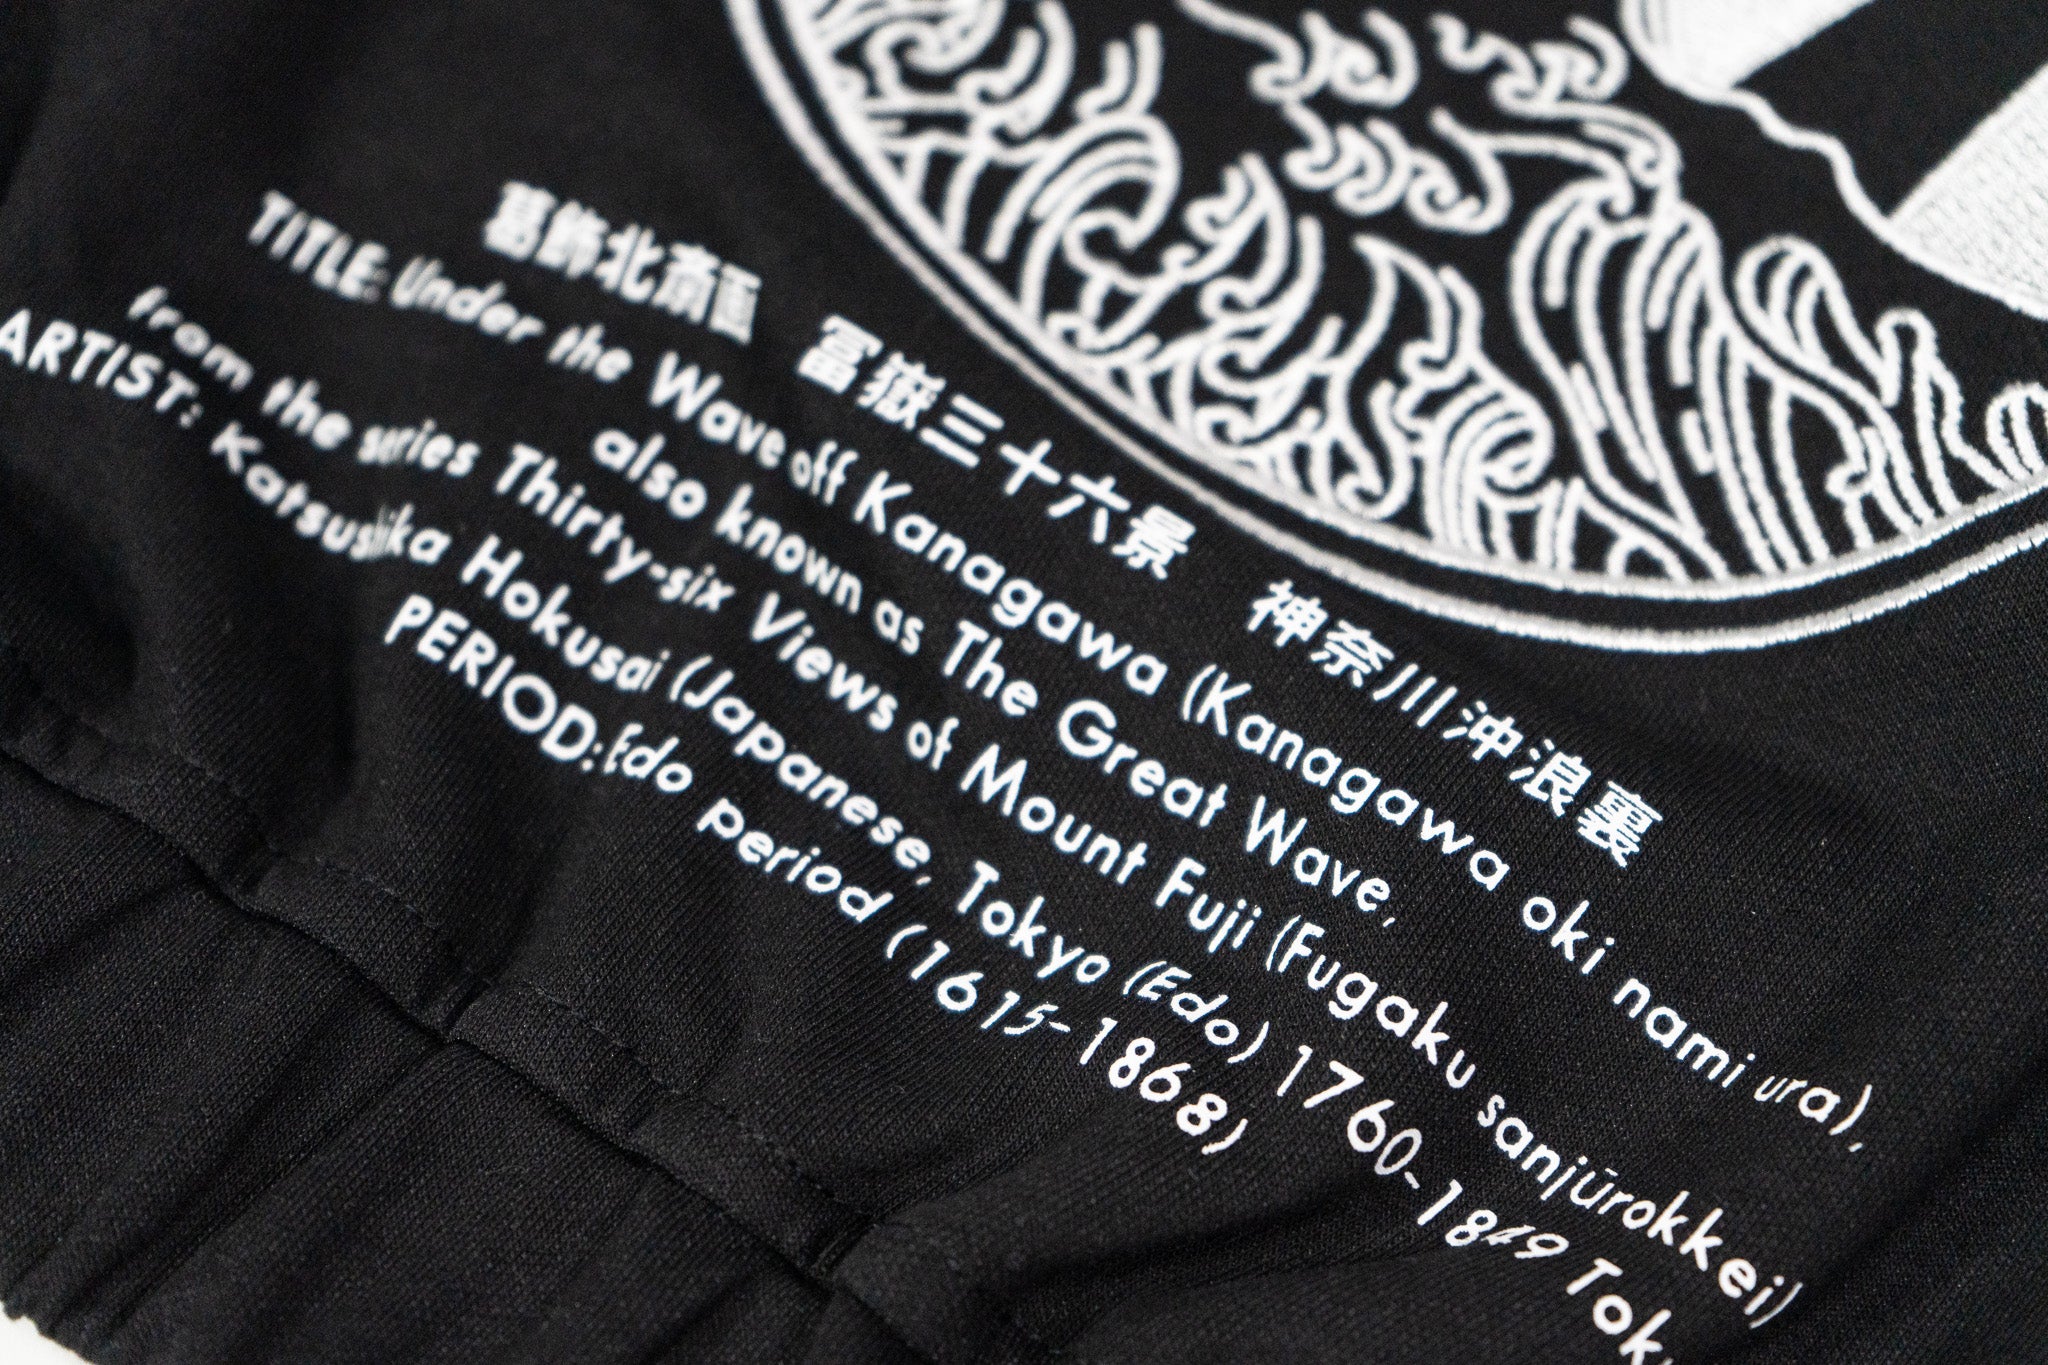 葛飾北斎画 冨嶽三十六景 神奈川沖浪裏
TITLE: Under the Wave off Kanagawa (Kanagawa oki nami ura),
also known as The Great Wave,
from the series Thirty-six Views of Mount Fuji (Fugaku sanjūrokkei)
ARTIST: Katsushika Hokusai (Japanese, Tokyo (Edo) 1760-1849 Tok
PERIOD: Edo period (1615-1868)